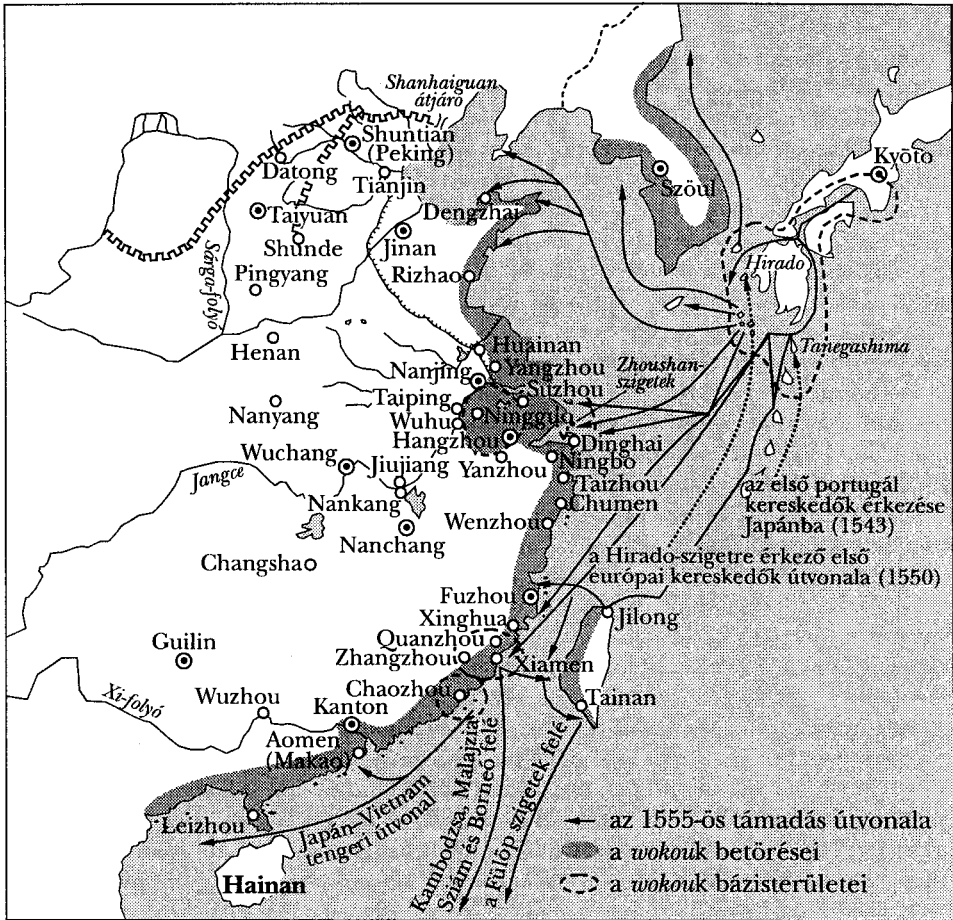 Shanhaiguan
átjáró
Shuntian
(Peking)
Datong
Tianjin
Taiyuan
Shunde
Jinan
Pingyang
Sárga-folyó
Dengzhai
Rizhao
Szöul
Kyōto
Hirado
Tanegashima
Henan
Nanyang
Huainan
Nanjing
Yangzhou
Zhoushan-
szigetek
Taiping
Suzhou
Wuhu
Ningguo
Hangzhou
Dinghai
Wuchang
Jiujiang
Yanzhou
Ningbo
Jangce
Taizhou
Nankang
Chumen
Wenzhou
Nanchang
Changsha
az első portugál
kereskedők érkezése
Japánba (1543)
a Hirado-szigetre érkező első
európai kereskedők útvonala (1550)
Fuzhou
Jilong
Xinghua
Guilin
Quanzhou
Zhangzhou
Xiamen
Xi-folyó
Wuzhou
Chaozhou
Kanton
Tainan
Aomen
(Makao)
Leizhou
Hainan
Japán–Vietnam
tengeri útvonal
Kambodzsa, Malajzia,
Sziám és Borneó felé
a Fülöp szigetek felé
az 1555-ös támadás útvonala
a wokouk betörései
a wokouk bázisterületei